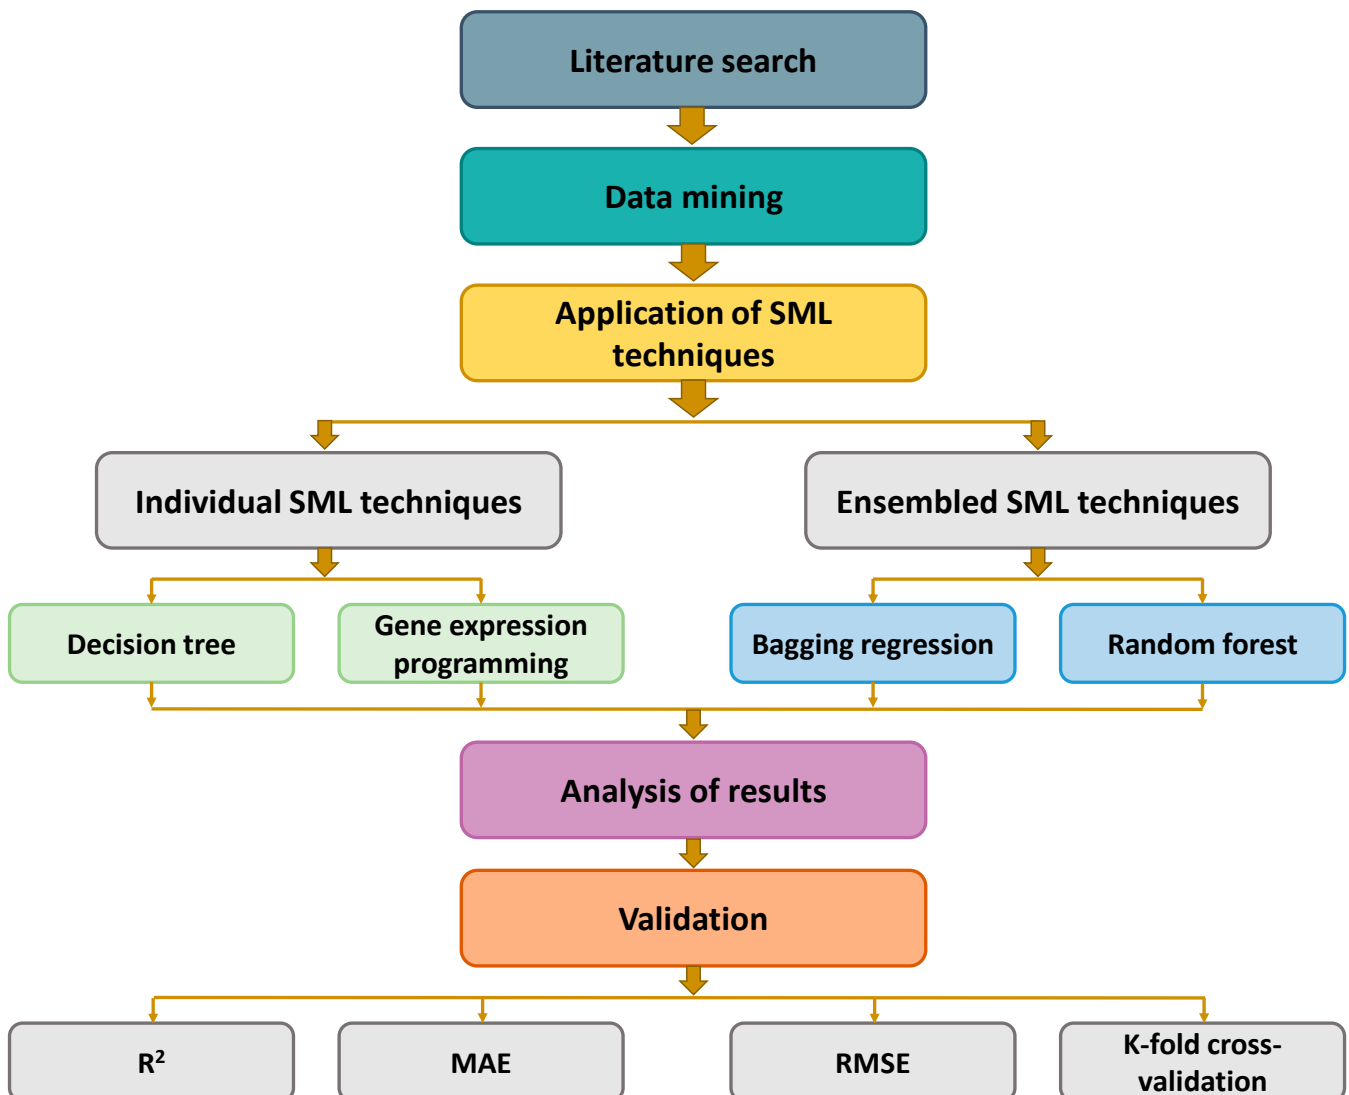 Literature search
Data mining
Application of SML
techniques
Individual SML techniques
Ensembled SML techniques
Decision tree
Gene expression
programming
Bagging regression
Random forest
Analysis of results
Validation
R²
MAE
RMSE
K-fold cross-
validation